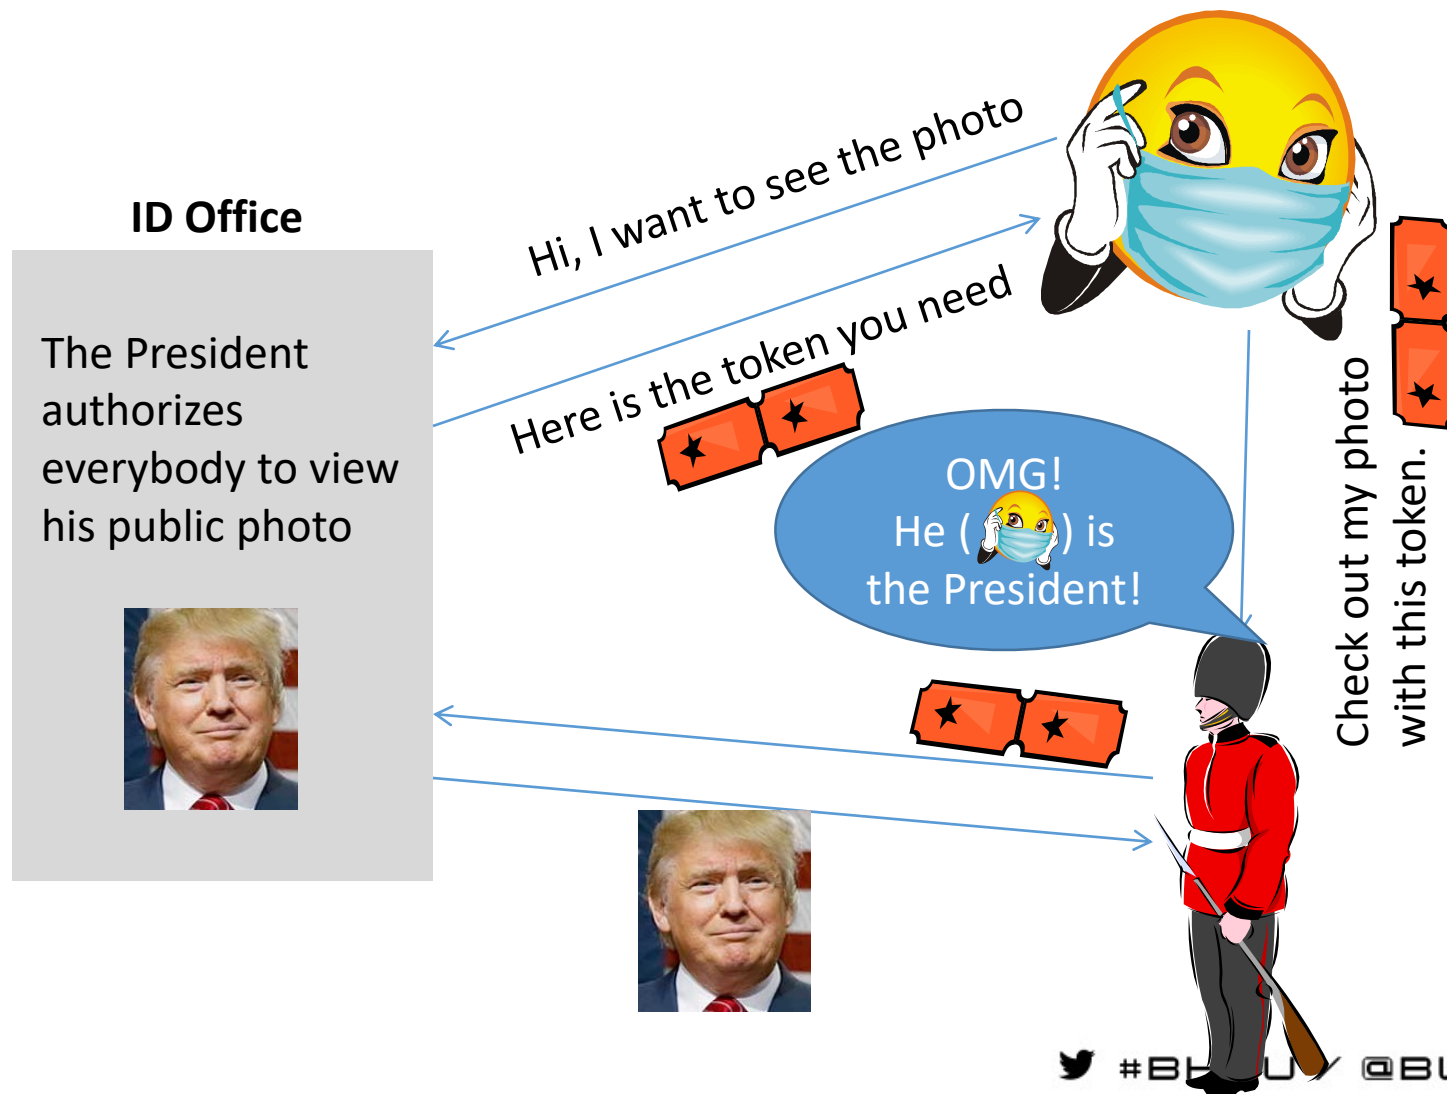 ID Office
The President
authorizes
everybody to view
his public photo
Hi, I want to see the photo
Here is the token you need
OMG!
He ( ) is
the President!
Check out my photo
with this token.